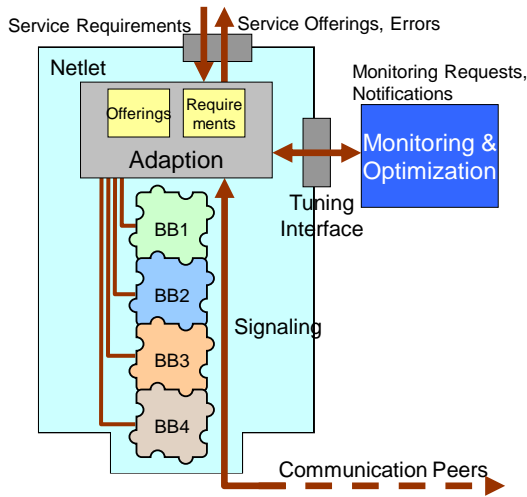 Service Requirements
Service Offerings, Errors
Netlet
Monitoring Requests,
Notifications
Offerings
Require
ments
Adaption
Monitoring &
Optimization
Tuning
Interface
BB1
BB2
Signaling
BB3
BB4
Communication Peers